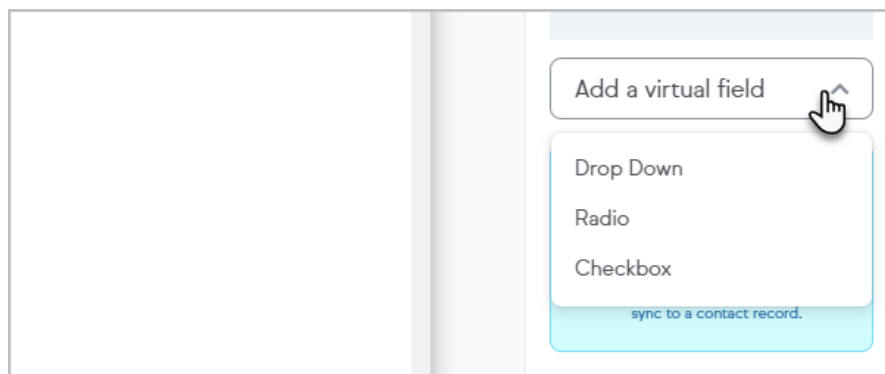 Add a virtual field
Drop Down
Radio
Checkbox
sync to a contact record.